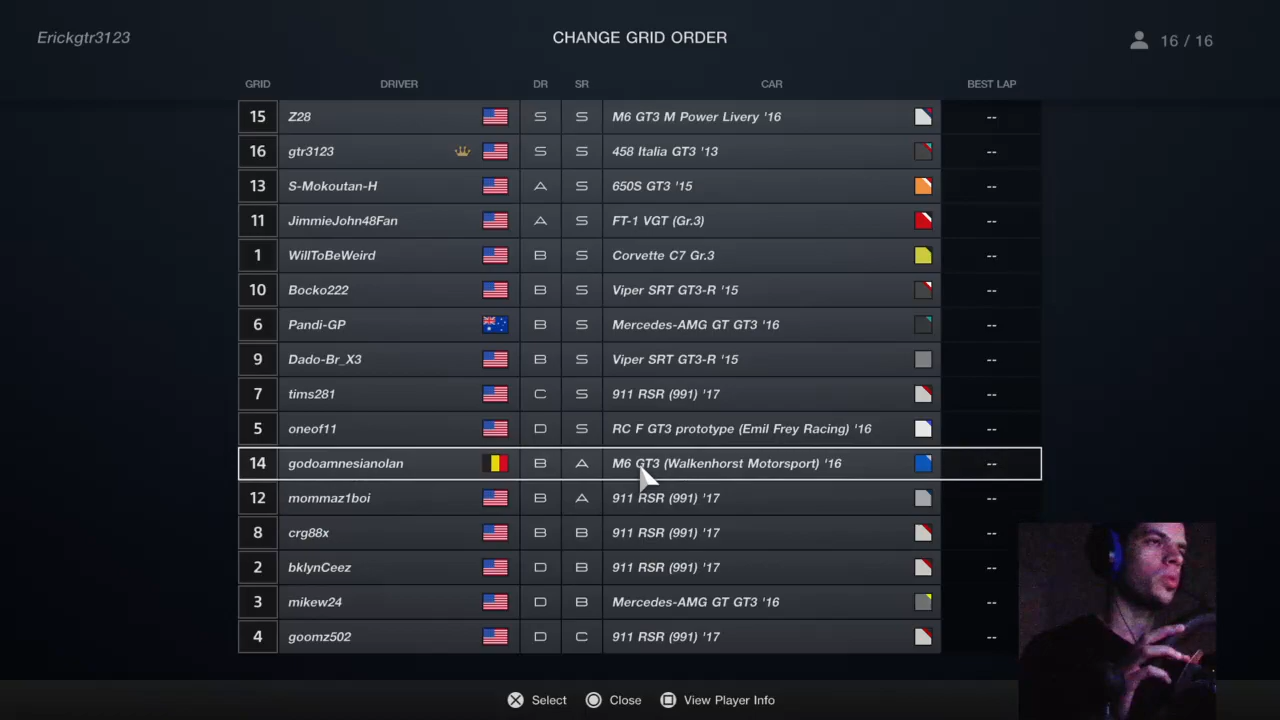 Erickgtr3123
CHANGE GRID ORDER
16 / 16
GRID DRIVER DR SR CAR BEST LAP
15 Z28 S S M6 GT3 M Power Livery '16 --
16 gtr3123 S S 458 Italia GT3 '13 --
13 S-Mokoutan-H A S 650S GT3 '15 --
11 JimmieJohn48Fan A S FT-1 VGT (Gr.3) --
1 WillToBeWeird B S Corvette C7 Gr.3 --
10 Bocko222 B S Viper SRT GT3-R '15 --
6 Pandi-GP B S Mercedes-AMG GT GT3 '16 --
9 Dado-Br_X3 B S Viper SRT GT3-R '15 --
7 tims281 C S 911 RSR (991) '17 --
5 oneof11 D S RC F GT3 prototype (Emil Frey Racing) '16 --
14 godoamnesianolan B A M6 GT3 (Walkenhorst Motorsport) '16 --
12 mommaz1boi B A 911 RSR (991) '17 --
8 crg88x B B 911 RSR (991) '17 --
2 bklynCeez D B 911 RSR (991) '17 --
3 mikew24 D B Mercedes-AMG GT GT3 '16 --
4 goomz502 D C 911 RSR (991) '17 --
Select Close View Player Info